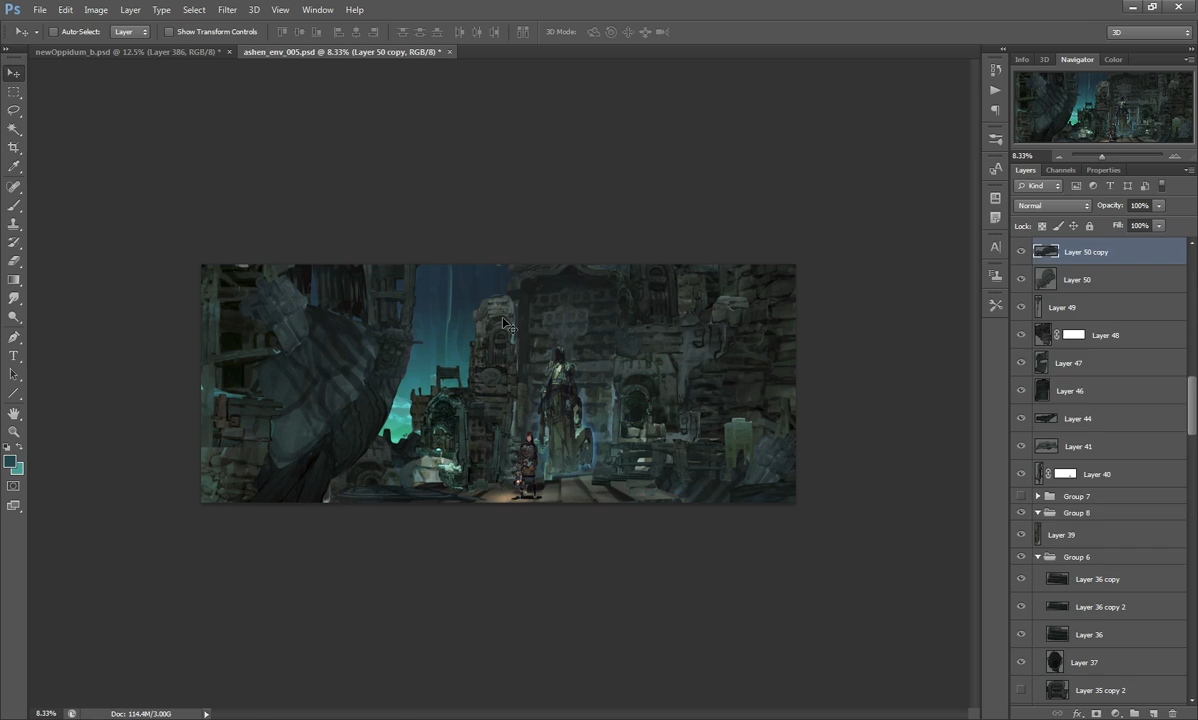 Ps File Edit Image Layer Type Select Filter 3D View Window Help
Auto-Select: Layer Show Transform Controls 3D Mode: 3D
newOppidum_b.psd @ 12.5% (Layer 386, RGB/8) * × ashen_env_005.psd @ 8.33% (Layer 50 copy, RGB/8) * ×
Info 3D Navigator Color
8.33%
Layers Channels Properties
Kind
Normal Opacity: 100%
Lock: Fill: 100%
Layer 50 copy
Layer 50
Layer 49
Layer 48
Layer 47
Layer 46
Layer 44
Layer 41
Layer 40
Group 7
Group 8
Layer 39
Group 6
Layer 36 copy
Layer 36 copy 2
Layer 36
Layer 37
Layer 35 copy 2
8.33% Doc: 114.4M/3.00G